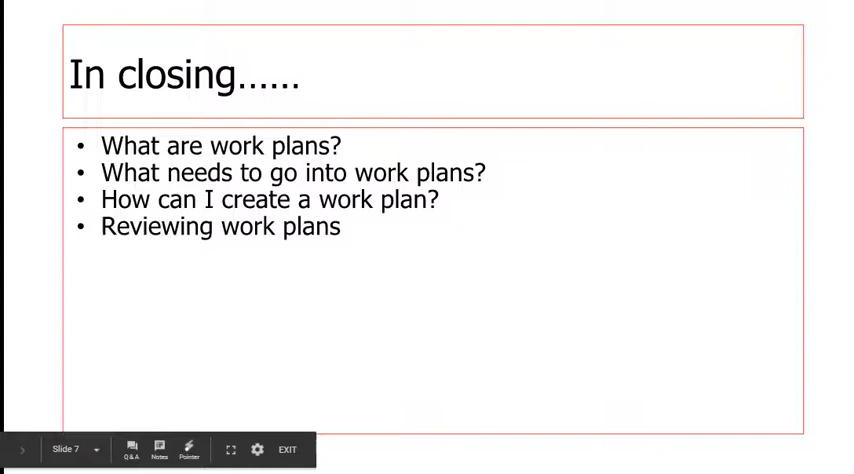 In closing......
• What are work plans?
• What needs to go into work plans?
• How can I create a work plan?
• Reviewing work plans
Slide 7 Q&A Notes Pointer EXIT